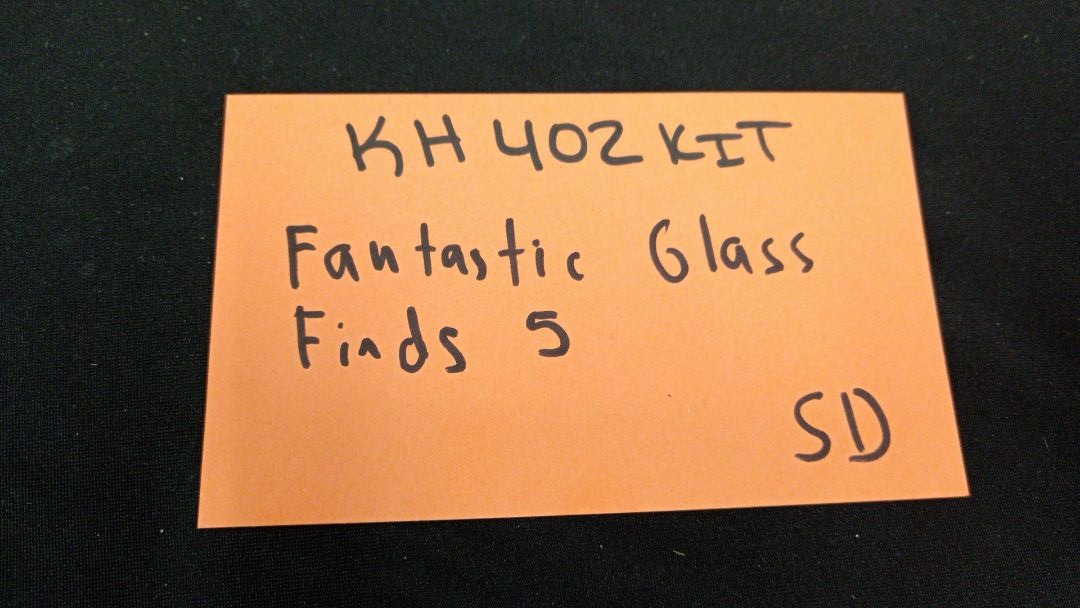 KH 402 KIT
Fantastic Glass
Finds 5
SD